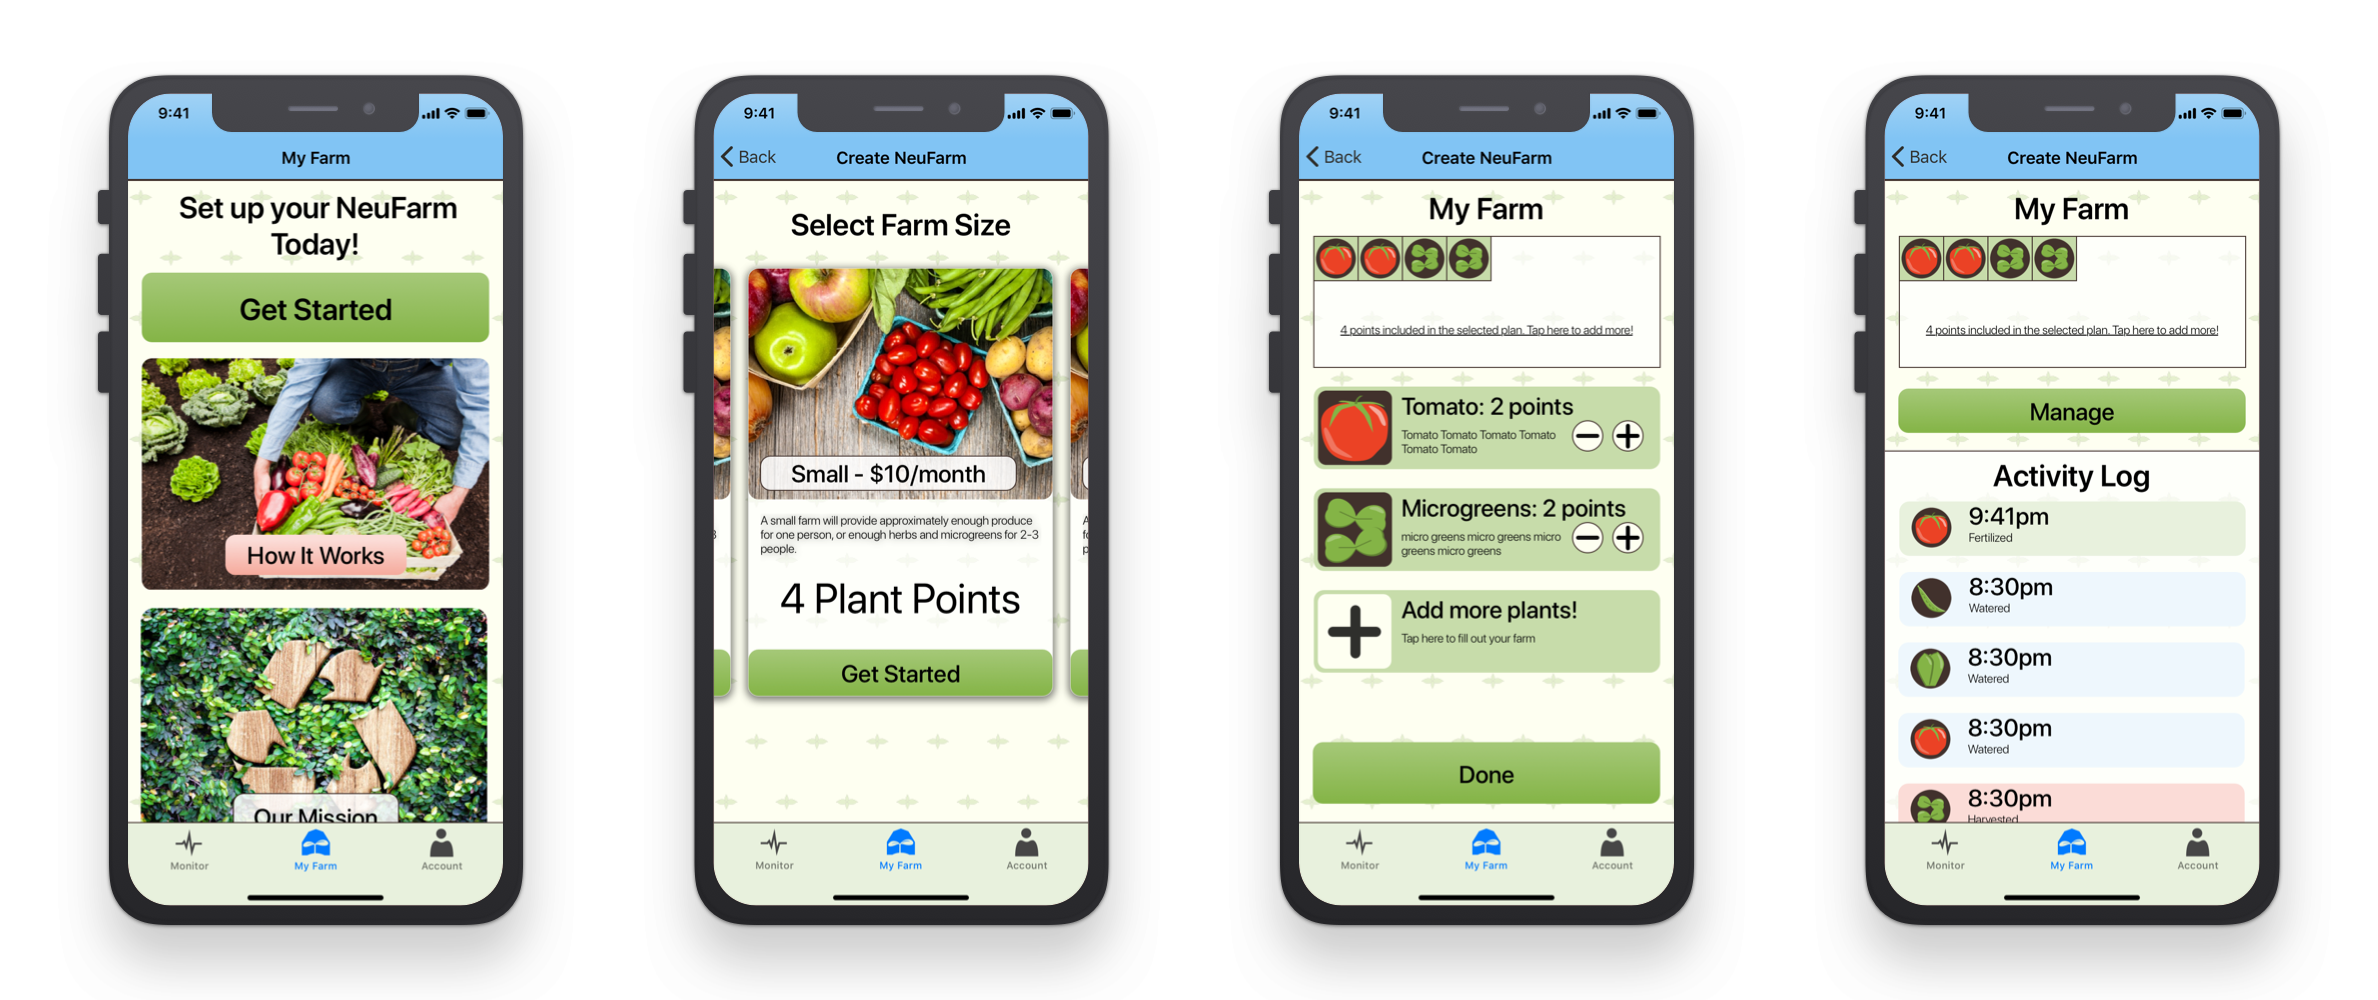 9:41
My Farm
Set up your NeuFarm
Today!
Get Started
How It Works
Our Mission
Monitor
My Farm
Account
9:41
Back
Create NeuFarm
Select Farm Size
Small - $10/month
A small farm will provide approximately enough produce
for one person, or enough herbs and microgreens for 2-3
people.
4 Plant Points
Get Started
Monitor
My Farm
Account
9:41
Back
Create NeuFarm
My Farm
4 points included in the selected plan. Tap here to add more!
Tomato: 2 points
Tomato Tomato Tomato Tomato
Tomato Tomato
Microgreens: 2 points
micro greens micro greens micro
greens micro greens
Add more plants!
Tap here to fill out your farm
Done
Monitor
My Farm
Account
9:41
Back
Create NeuFarm
My Farm
4 points included in the selected plan. Tap here to add more!
Manage
Activity Log
9:41pm
Fertilized
8:30pm
Watered
8:30pm
Watered
8:30pm
Watered
8:30pm
Harvested
Monitor
My Farm
Account